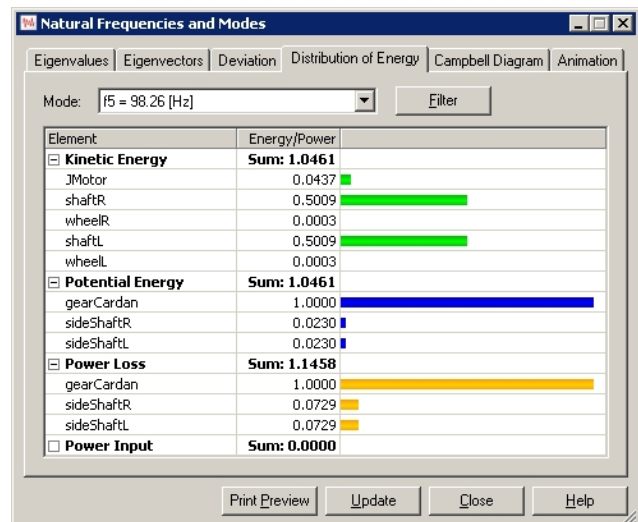 Natural Frequencies and Modes
Eigenvalues Eigenvectors Deviation Distribution of Energy Campbell Diagram Animation
Mode: f5 = 98.26 [Hz] Filter
Element Energy/Power
Kinetic Energy Sum: 1.0461
JMotor 0.0437
shaftR 0.5009
wheelR 0.0003
shaftL 0.5009
wheelL 0.0003
Potential Energy Sum: 1.0461
gearCardan 1.0000
sideShaftR 0.0230
sideShaftL 0.0230
Power Loss Sum: 1.1458
gearCardan 1.0000
sideShaftR 0.0729
sideShaftL 0.0729
Power Input Sum: 0.0000
Print Preview Update Close Help